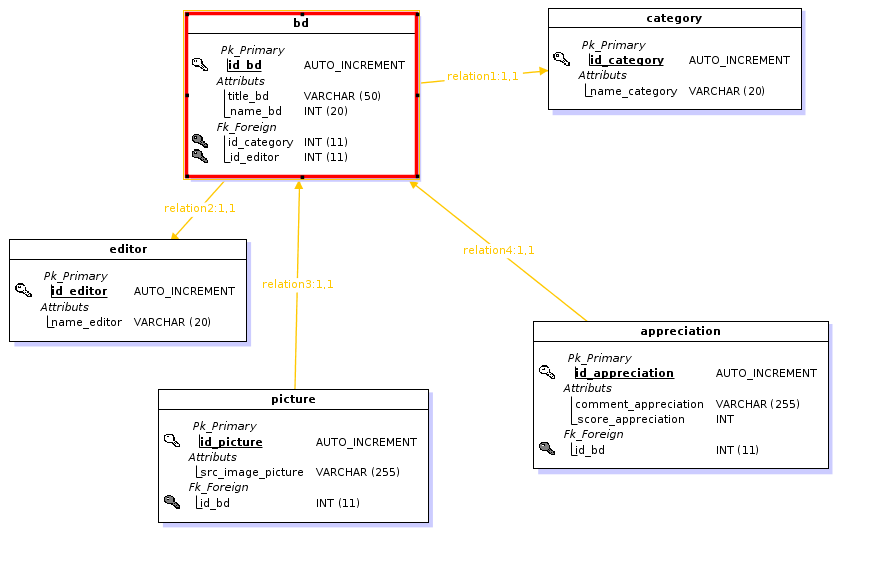 bd
Pk_Primary
id_bd AUTO_INCREMENT
Attributs
title_bd VARCHAR (50)
name_bd INT (20)
Fk_Foreign
id_category INT (11)
id_editor INT (11)
category
Pk_Primary
id_category AUTO_INCREMENT
Attributs
name_category VARCHAR (20)
relation1:1,1
relation2:1,1
relation3:1,1
relation4:1,1
editor
Pk_Primary
id_editor AUTO_INCREMENT
Attributs
name_editor VARCHAR (20)
appreciation
Pk_Primary
id_appreciation AUTO_INCREMENT
Attributs
comment_appreciation VARCHAR (255)
score_appreciation INT
Fk_Foreign
id_bd INT (11)
picture
Pk_Primary
id_picture AUTO_INCREMENT
Attributs
src_image_picture VARCHAR (255)
Fk_Foreign
id_bd INT (11)